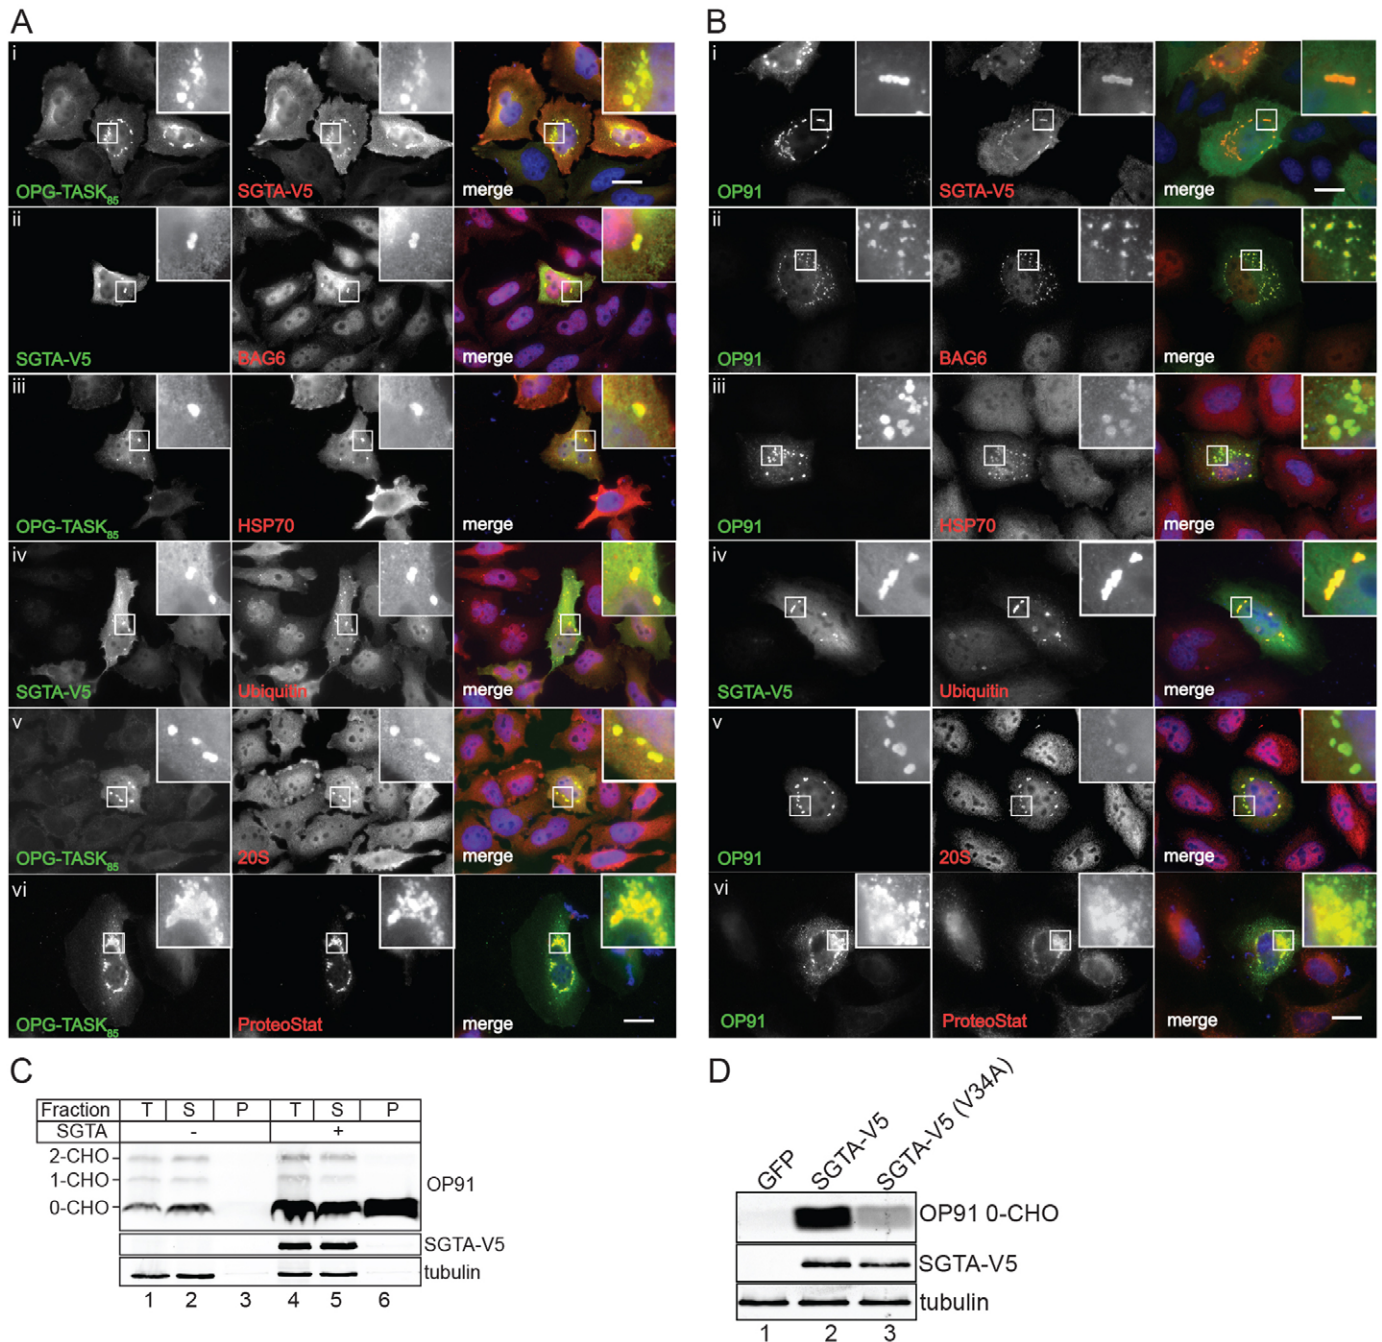 A
i
OPG-TASK85
SGTA-V5
merge
ii
SGTA-V5
BAG6
merge
iii
OPG-TASK85
HSP70
merge
iv
SGTA-V5
Ubiquitin
merge
v
OPG-TASK85
20S
merge
vi
OPG-TASK85
ProteoStat
merge
B
i
OP91
SGTA-V5
merge
ii
OP91
BAG6
merge
iii
OP91
HSP70
merge
iv
SGTA-V5
Ubiquitin
merge
v
OP91
20S
merge
vi
OP91
ProteoStat
merge
C
Fraction T S P T S P
SGTA - +
2-CHO
1-CHO
0-CHO
OP91
SGTA-V5
tubulin
1 2 3 4 5 6
D
GFP
SGTA-V5
SGTA-V5 (V34A)
OP91 0-CHO
SGTA-V5
tubulin
1 2 3